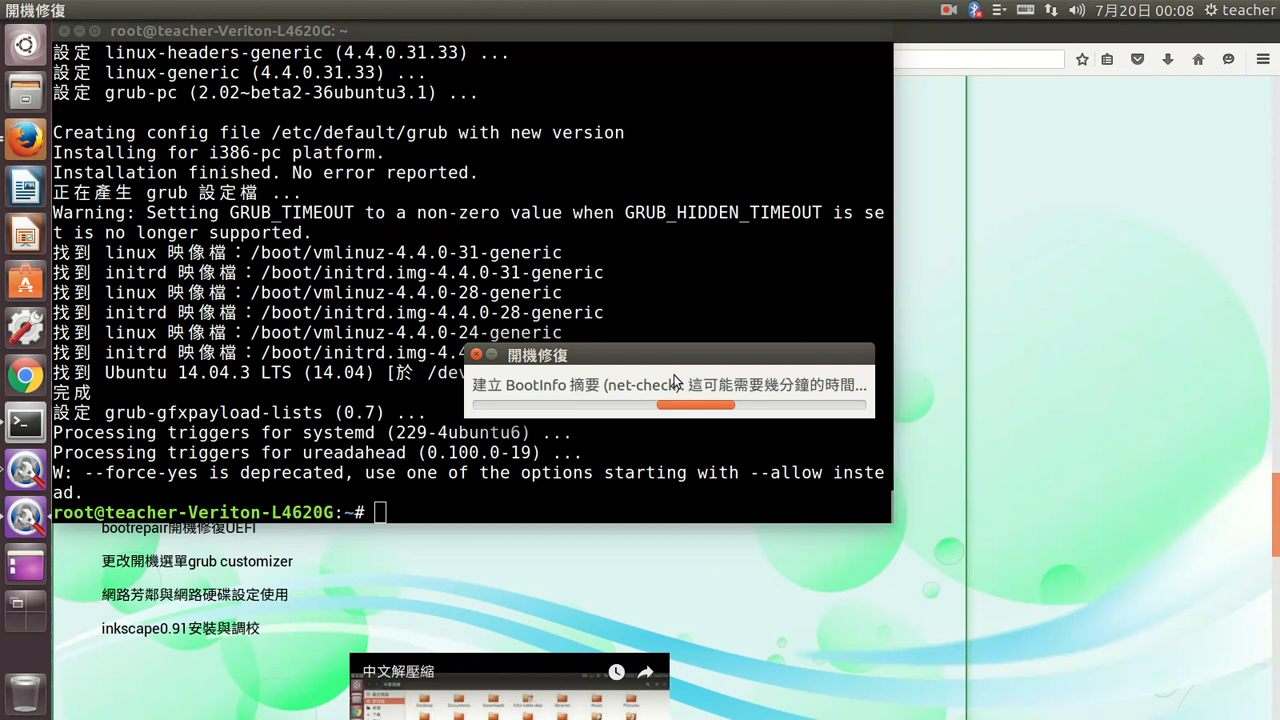 開機修復
7月20日 00:08
teacher
root@teacher-Veriton-L4620G: ~
設定 linux-headers-generic (4.4.0.31.33) ...
設定 linux-generic (4.4.0.31.33) ...
設定 grub-pc (2.02~beta2-36ubuntu3.1) ...
Creating config file /etc/default/grub with new version
Installing for i386-pc platform.
Installation finished. No error reported.
正在產生 grub 設定檔 ...
Warning: Setting GRUB_TIMEOUT to a non-zero value when GRUB_HIDDEN_TIMEOUT is se
t is no longer supported.
找到 linux 映像檔：/boot/vmlinuz-4.4.0-31-generic
找到 initrd 映像檔：/boot/initrd.img-4.4.0-31-generic
找到 linux 映像檔：/boot/vmlinuz-4.4.0-28-generic
找到 initrd 映像檔：/boot/initrd.img-4.4.0-28-generic
找到 linux 映像檔：/boot/vmlinuz-4.4.0-24-generic
找到 initrd 映像檔：/boot/initrd.img-4.4
找到 Ubuntu 14.04.3 LTS (14.04) [於 /dev
完成
設定 grub-gfxpayload-lists (0.7) ...
Processing triggers for systemd (229-4ubuntu6) ...
Processing triggers for ureadahead (0.100.0-19) ...
W: --force-yes is deprecated, use one of the options starting with --allow inste
ad.
root@teacher-Veriton-L4620G:~#
開機修復
建立 BootInfo 摘要 (net-check). 這可能需要幾分鐘的時間...
bootrepair開機修復UEFI
更改開機選單grub customizer
網路芳鄰與網路硬碟設定使用
inkscape0.91安裝與調校
中文解壓縮